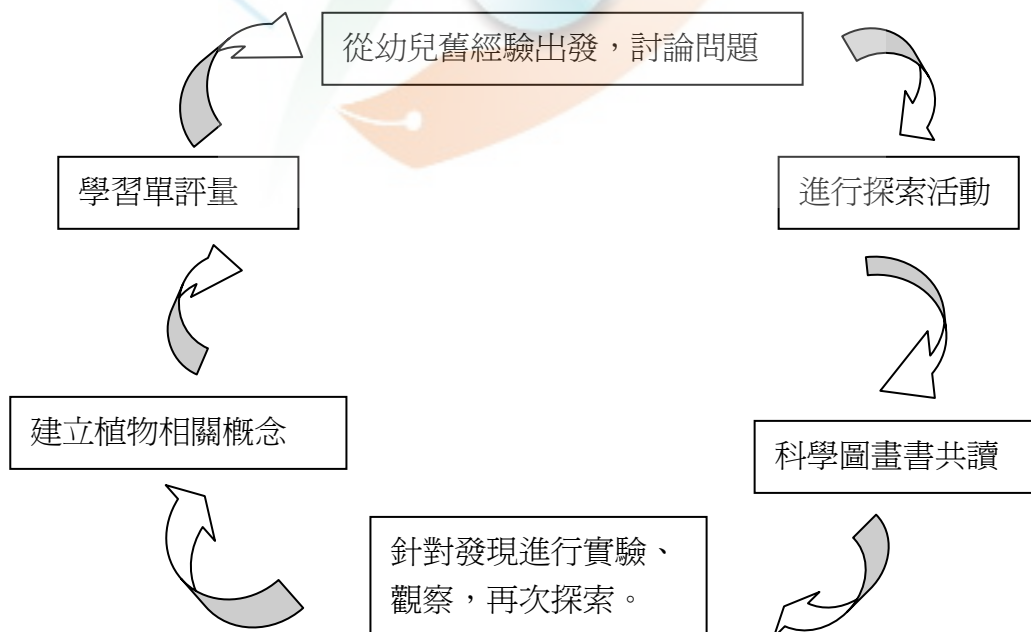 從幼兒舊經驗出發，討論問題
進行探索活動
科學圖畫書共讀
針對發現進行實驗、
觀察，再次探索。
建立植物相關概念
學習單評量